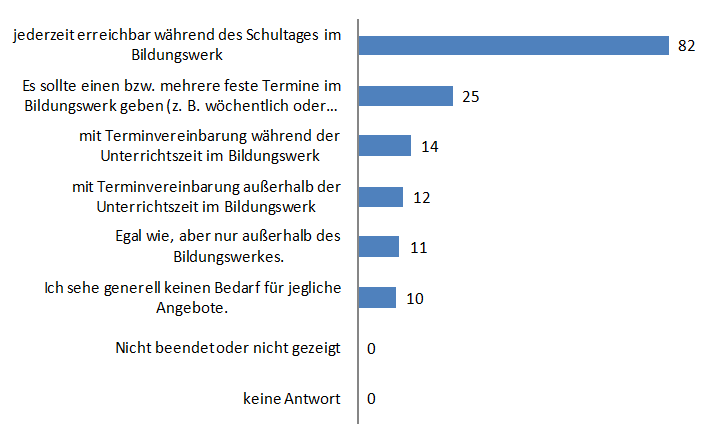 jederzeit erreichbar während des Schultages im
Bildungswerk
82
Es sollte einen bzw. mehrere feste Termine im
Bildungswerk geben (z. B. wöchentlich oder…
25
mit Terminvereinbarung während der
Unterrichtszeit im Bildungswerk
14
mit Terminvereinbarung außerhalb der
Unterrichtszeit im Bildungswerk
12
Egal wie, aber nur außerhalb des
Bildungswerkes.
11
Ich sehe generell keinen Bedarf für jegliche
Angebote.
10
Nicht beendet oder nicht gezeigt
0
keine Antwort
0